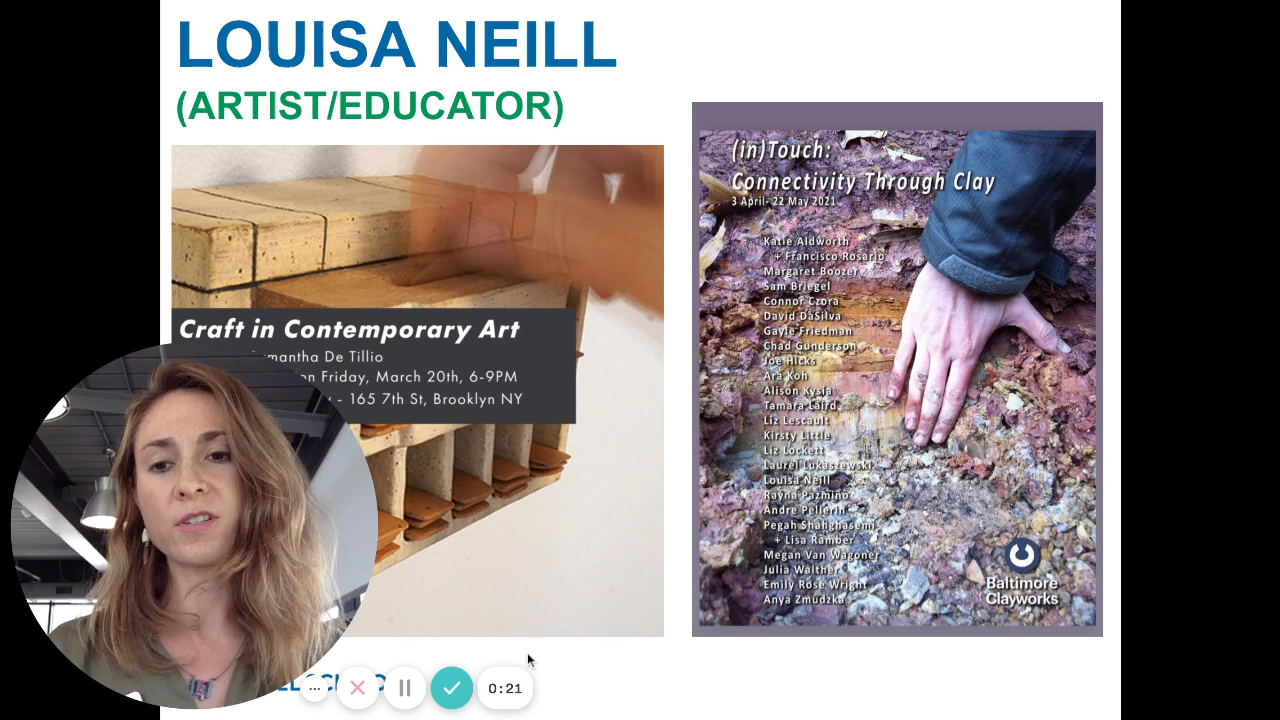 LOUISA NEILL
(ARTIST/EDUCATOR)
Craft in Contemporary Art
De Tillio
on Friday, March 20th, 6-9PM
- 165 7th St, Brooklyn NY
(in)Touch:
Connectivity Through Clay
3 April- 22 May 2021
Katie Aldworth
+ Francisco Rosario
Margaret Boozer
Sam Briegel
Connor Czora
David DaSilva
Gayle Friedman
Chad Gunderson
Joe Hicks
Ara Koh
Alison Kysia
Tamara Laird
Liz Lescault
Kirsty Little
Liz Lockett
Laurel Lukaszewski
Louisa Neill
Rayna Pazmino
Andre Pellerin
Pegah Shahghasemi
+ Lisa Ramber
Megan Van Wagoner
Julia Walther
Emily Rose Wright
Anya Zmudzka
Baltimore
Clayworks
0:21